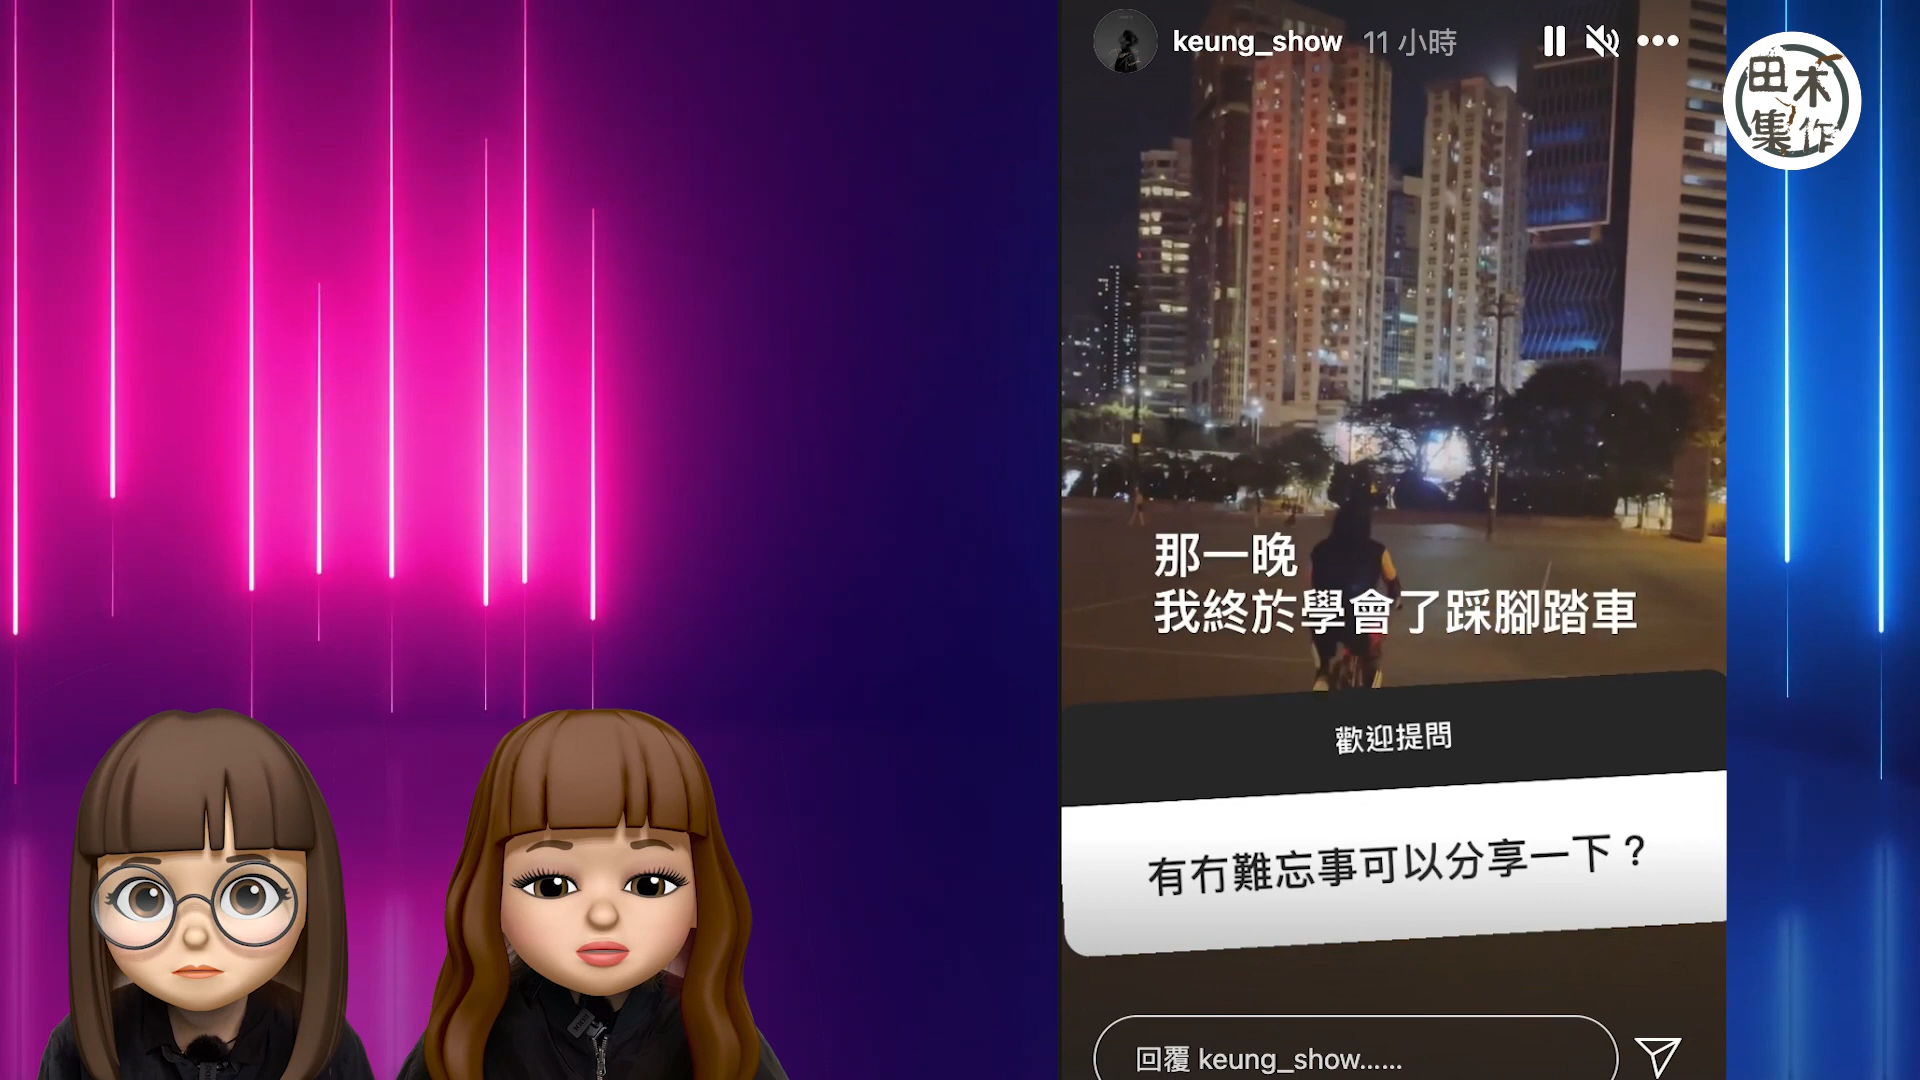 keung_show 11 小時
田木
集作
那一晚
我終於學會了踩腳踏車
歡迎提問
有冇難忘事可以分享一下？
回覆 keung_show......